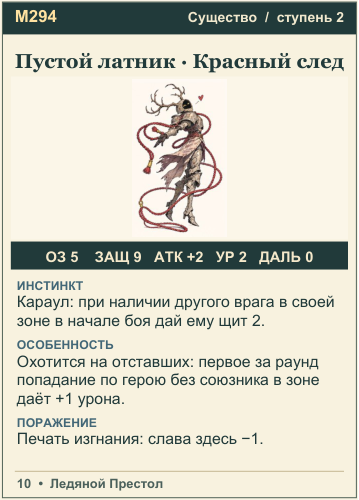 M294 Существо / ступень 2
Пустой латник · Красный след
ОЗ 5 ЗАЩ 9 АТК +2 УР 2 ДАЛЬ 0
ИНСТИНКТ
Караул: при наличии другого врага в своей
зоне в начале боя дай ему щит 2.
ОСОБЕННОСТЬ
Охотится на отставших: первое за раунд
попадание по герою без союзника в зоне
даёт +1 урона.
ПОРАЖЕНИЕ
Печать изгнания: слава здесь −1.
10 • Ледяной Престол